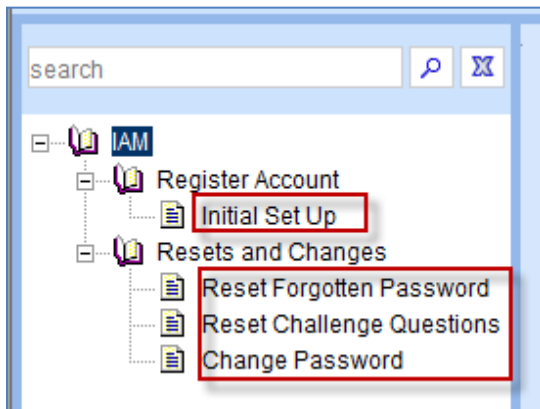 search
IAM
Register Account
Initial Set Up
Resets and Changes
Reset Forgotten Password
Reset Challenge Questions
Change Password